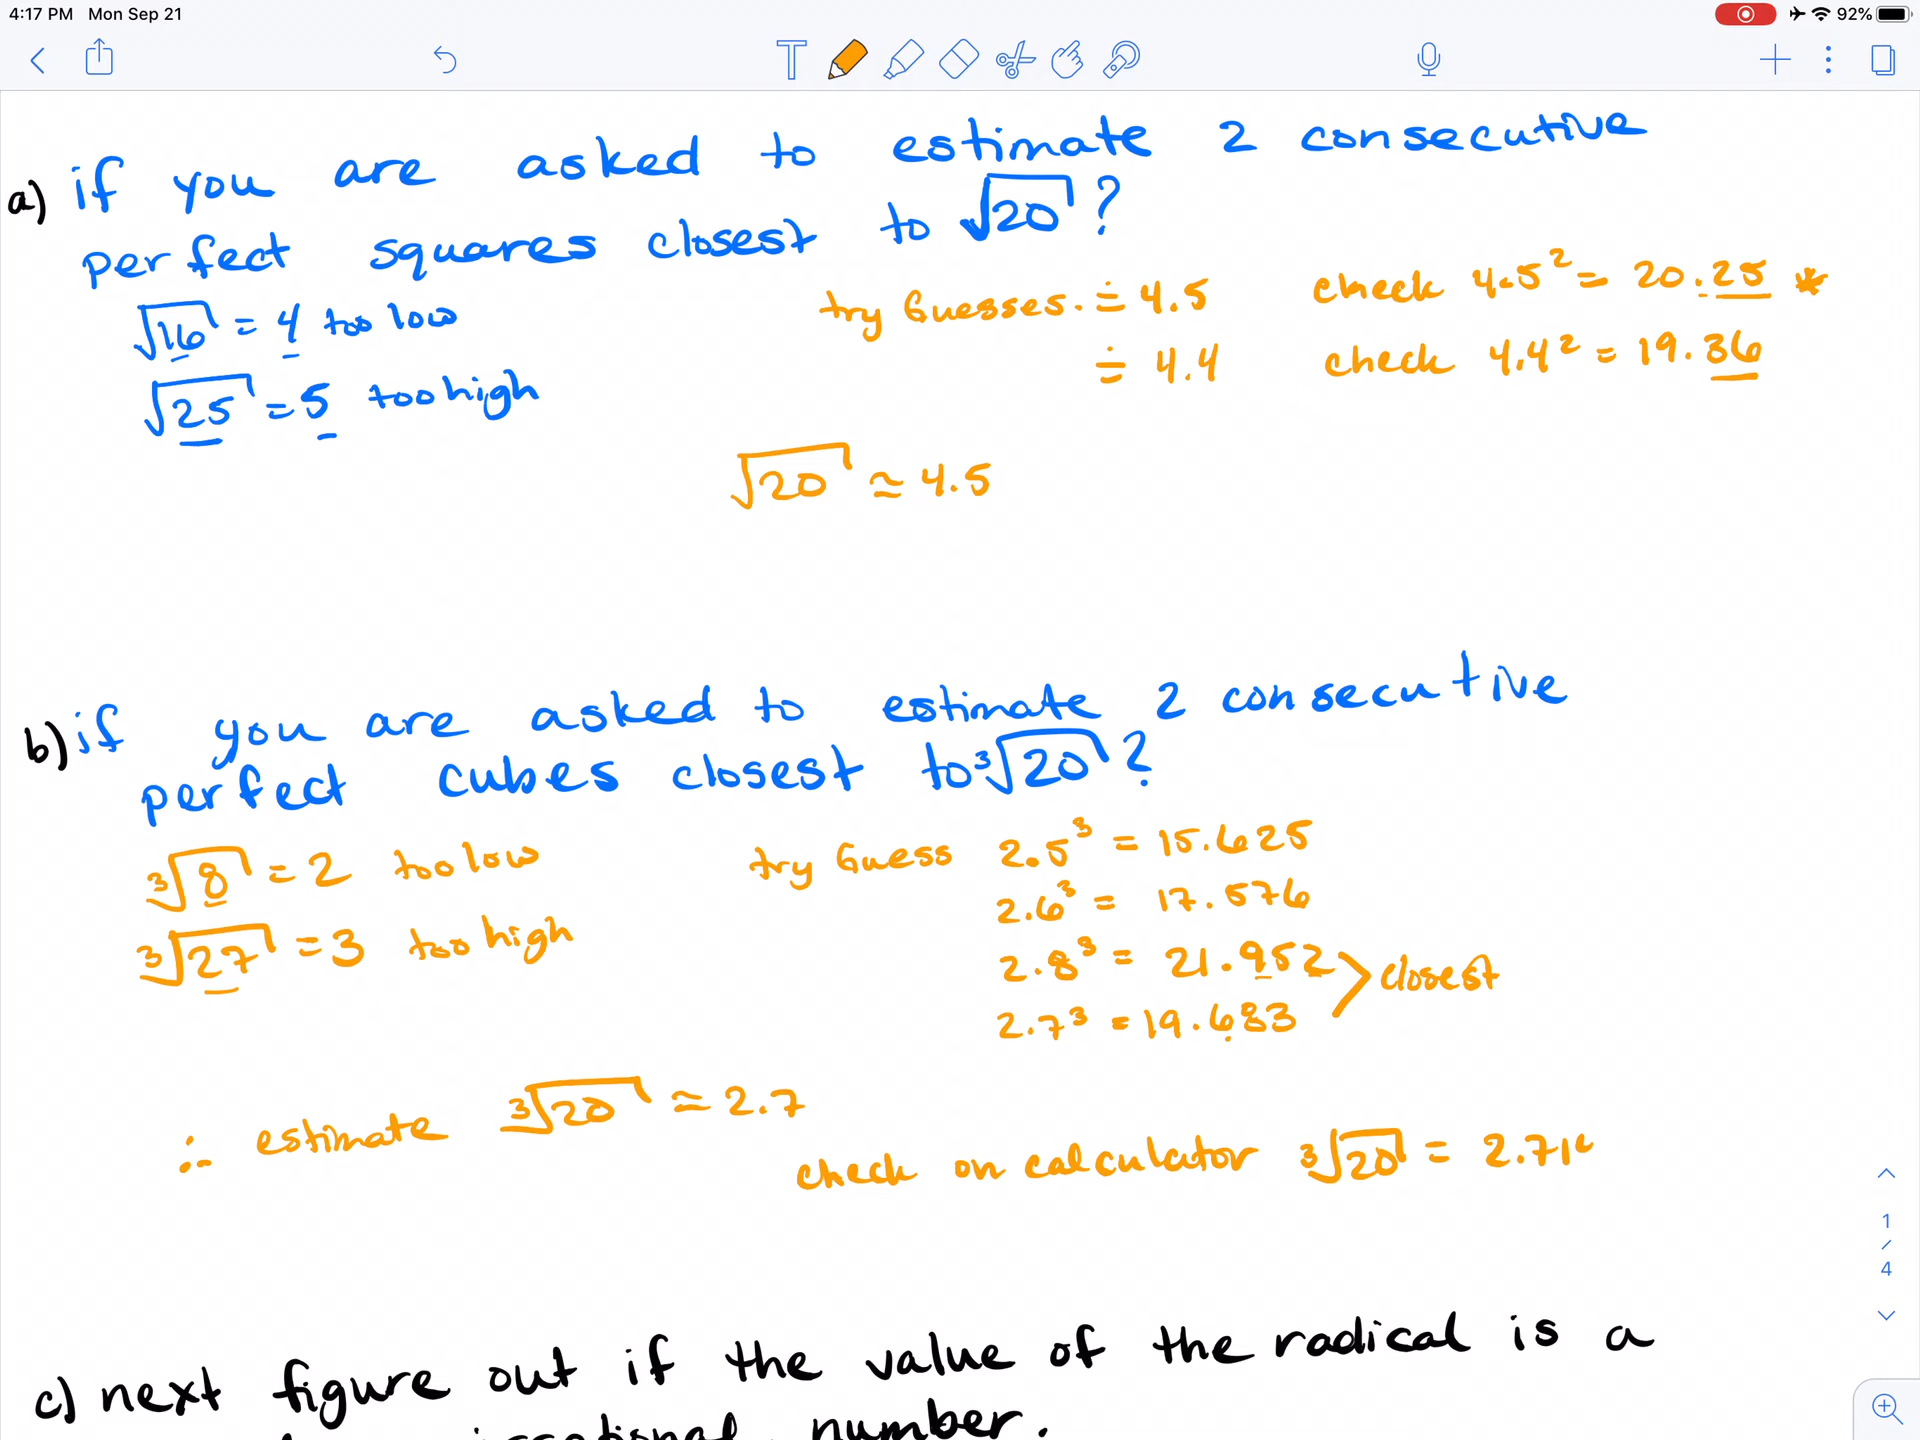 4:17 PM Mon Sep 21
92%
T
a) if you are asked to estimate 2 consecutive
perfect squares closest to √20?
√16 = 4 too low
√25 = 5 too high
try Guesses. ≐ 4.5 check 4.5² = 20.25 *
≐ 4.4 check 4.4² = 19.36
√20 ≃ 4.5
b) if you are asked to estimate 2 consecutive
perfect cubes closest to ³√20?
³√8 = 2 too low
³√27 = 3 too high
try Guess 2.5³ = 15.625
2.6³ = 17.576
2.8³ = 21.952
2.7³ = 19.683 > closest
∴ estimate ³√20 ≃ 2.7
check on calculator ³√20 = 2.714
1
/
4
c) next figure out if the value of the radical is a
irrational number.